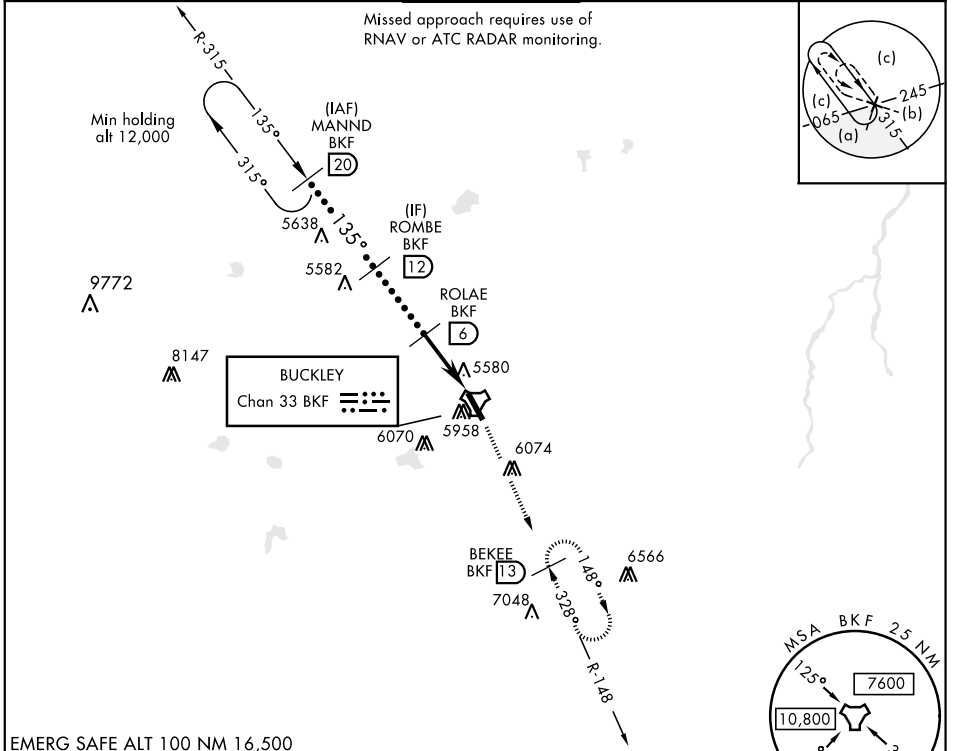 Missed approach requires use of
RNAV or ATC RADAR monitoring.
R-315
Min holding
alt 12,000
135°
315°
(IAF)
MANND
BKF
20
(c)
(c)
245
065
(b)
(a)
315
5638
135°
(IF)
ROMBE
BKF
12
5582
9772
ROLAE
BKF
6
8147
5580
BUCKLEY
Chan 33 BKF
5958
6070
6074
BEKEE
BKF 13
148°
6566
328°
7048
R-148
MSA BKF 25 NM
125°
7600
10,800
EMERG SAFE ALT 100 NM 16,500